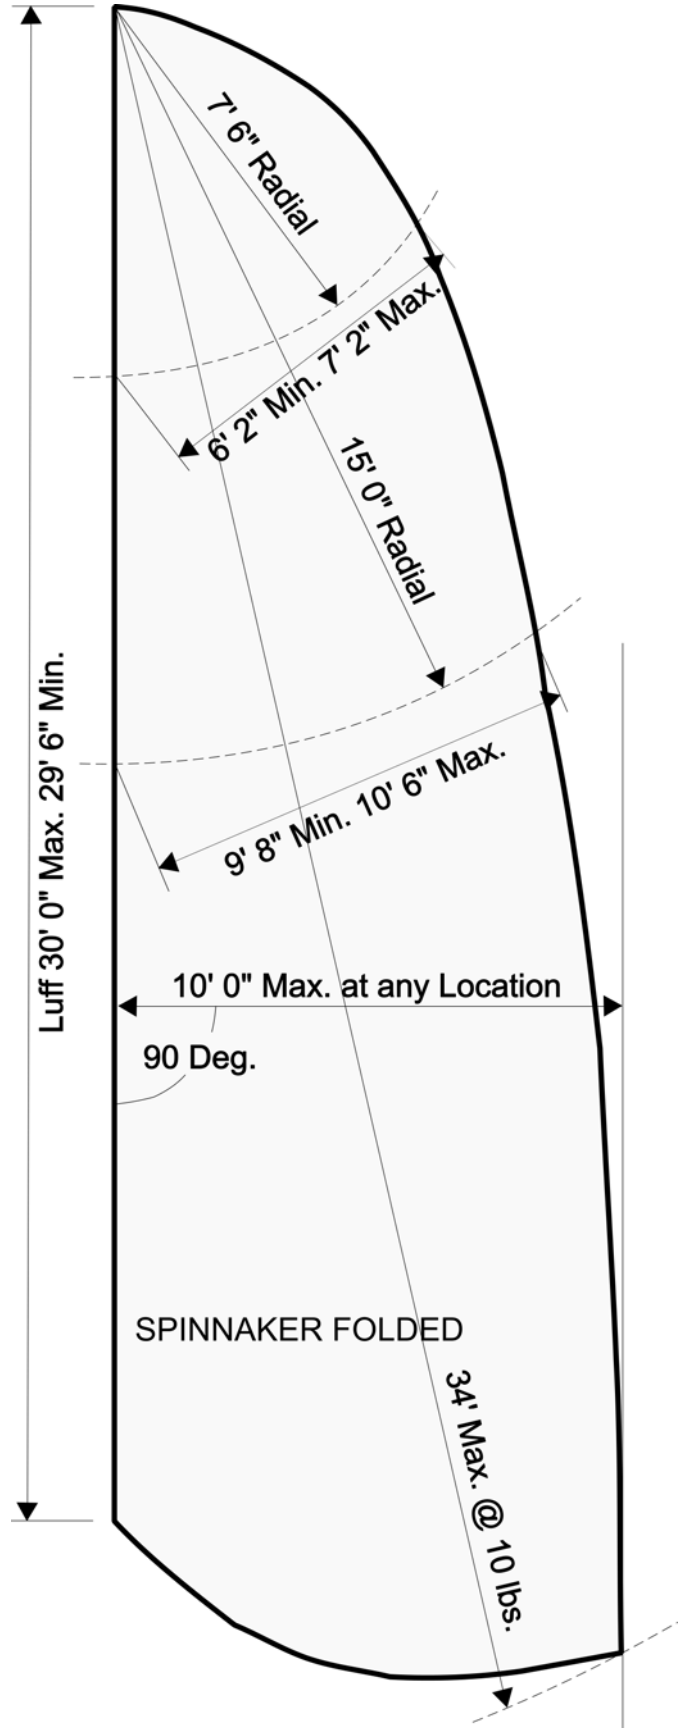 7' 6" Radial
6' 2" Min. 7' 2" Max.
15' 0" Radial
Luff 30' 0" Max. 29' 6" Min.
9' 8" Min. 10' 6" Max.
10' 0" Max. at any Location
90 Deg.
SPINNAKER FOLDED
34' Max. @ 10 lbs.